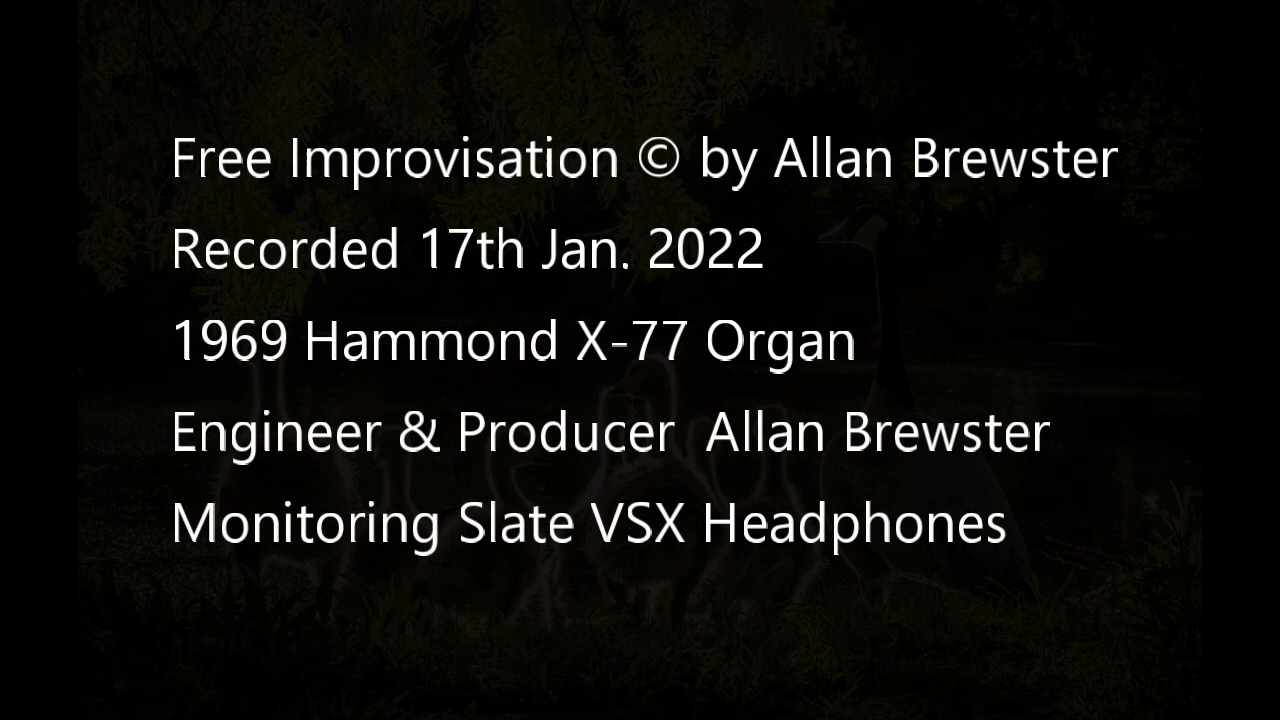 Free Improvisation © by Allan Brewster
Recorded 17th Jan. 2022
1969 Hammond X-77 Organ
Engineer & Producer  Allan Brewster
Monitoring Slate VSX Headphones